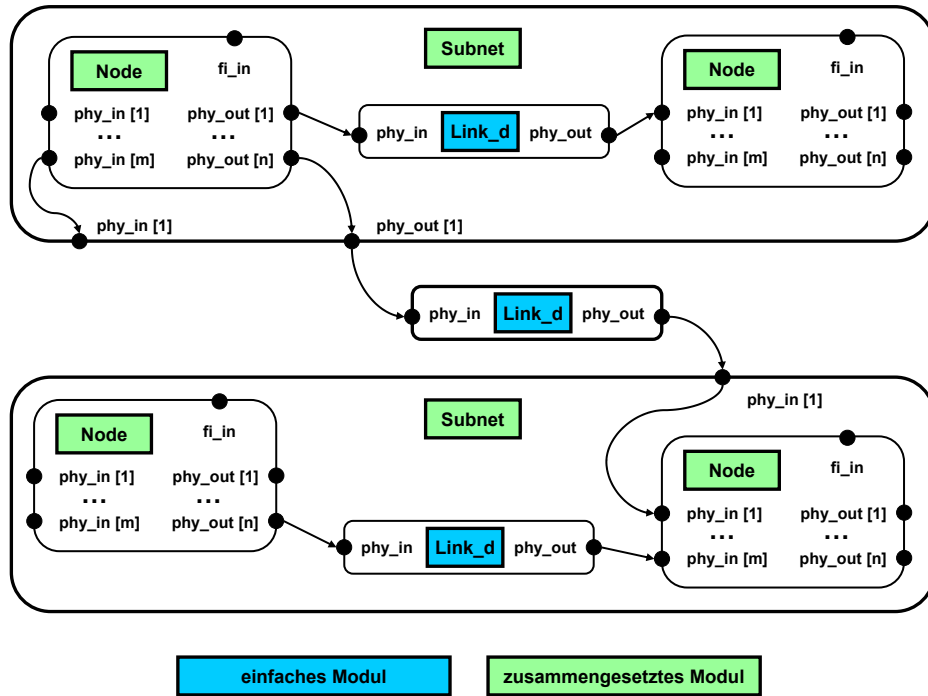 Subnet
Node
fi_in
phy_in [1] phy_out [1]
... ...
phy_in [m] phy_out [n]
phy_in Link_d phy_out
Node
fi_in
phy_in [1] phy_out [1]
... ...
phy_in [m] phy_out [n]
phy_in [1]
phy_out [1]
phy_in Link_d phy_out
phy_in [1]
Subnet
Node
fi_in
phy_in [1] phy_out [1]
... ...
phy_in [m] phy_out [n]
phy_in Link_d phy_out
Node
fi_in
phy_in [1] phy_out [1]
... ...
phy_in [m] phy_out [n]
einfaches Modul
zusammengesetztes Modul